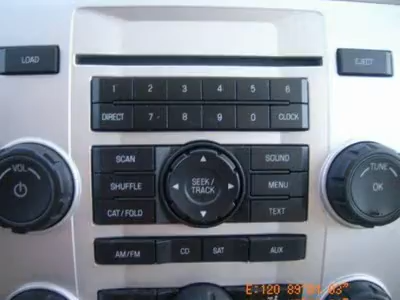 LOAD
EJECT
1 2 3 4 5 6
DIRECT 7 8 9 0 CLOCK
SCAN SOUND
VOL TUNE
SHUFFLE SEEK/ MENU OK
TRACK
CAT/FOLD TEXT
AM/FM CD SAT AUX